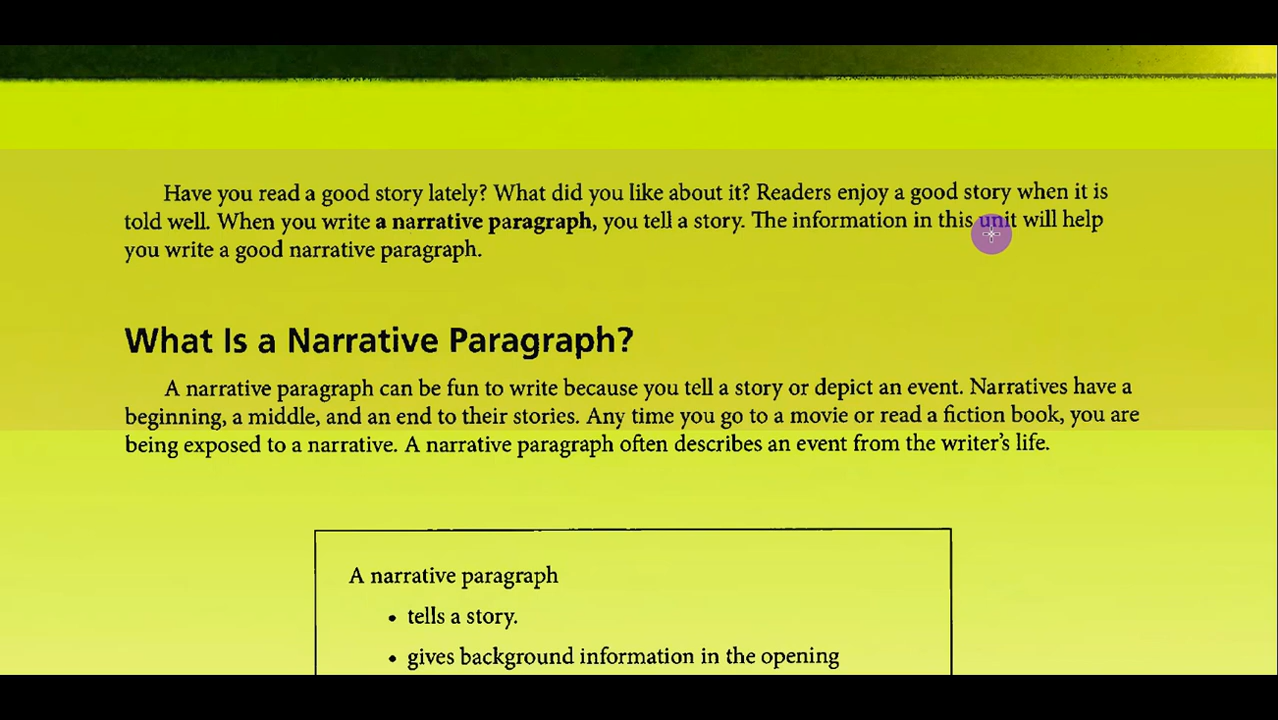 Have you read a good story lately? What did you like about it? Readers enjoy a good story when it is
told well. When you write a narrative paragraph, you tell a story. The information in this unit will help
you write a good narrative paragraph.
What Is a Narrative Paragraph?
A narrative paragraph can be fun to write because you tell a story or depict an event. Narratives have a
beginning, a middle, and an end to their stories. Any time you go to a movie or read a fiction book, you are
being exposed to a narrative. A narrative paragraph often describes an event from the writer's life.
A narrative paragraph
• tells a story.
• gives background information in the opening